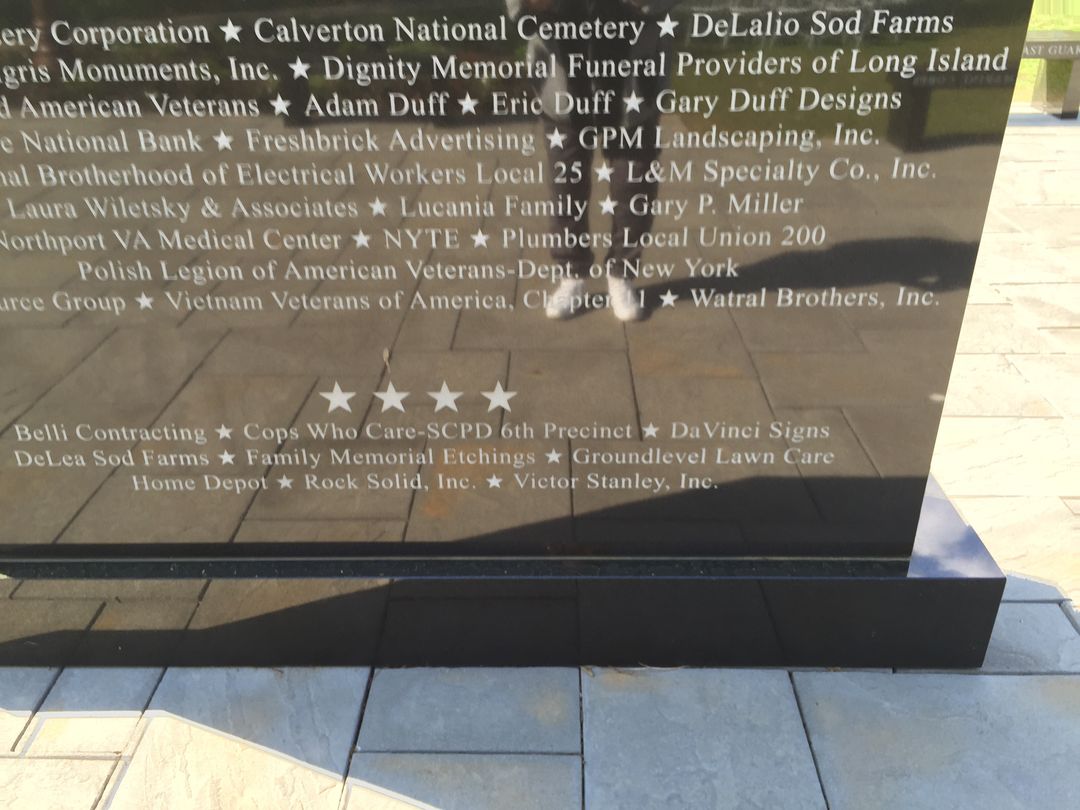 Corporation ★ Calverton National Cemetery ★ DeLalio Sod Farms
Monuments, Inc. ★ Dignity Memorial Funeral Providers of Long Island
American Veterans ★ Adam Duff ★ Eric Duff ★ Gary Duff Designs
National Bank ★ Freshbrick Advertising ★ GPM Landscaping, Inc.
Brotherhood of Electrical Workers Local 25 ★ L&M Specialty Co., Inc.
Laura Wiletsky & Associates ★ Lucania Family ★ Gary P. Miller
Northport VA Medical Center ★ NYTE ★ Plumbers Local Union 200
Polish Legion of American Veterans-Dept. of New York
Group ★ Vietnam Veterans of America, Chapter 11 ★ Watral Brothers, Inc.
★ ★ ★ ★
Belli Contracting ★ Cops Who Care-SCPD 6th Precinct ★ DaVinci Signs
DeLea Sod Farms ★ Family Memorial Etchings ★ Groundlevel Lawn Care
Home Depot ★ Rock Solid, Inc. ★ Victor Stanley, Inc.